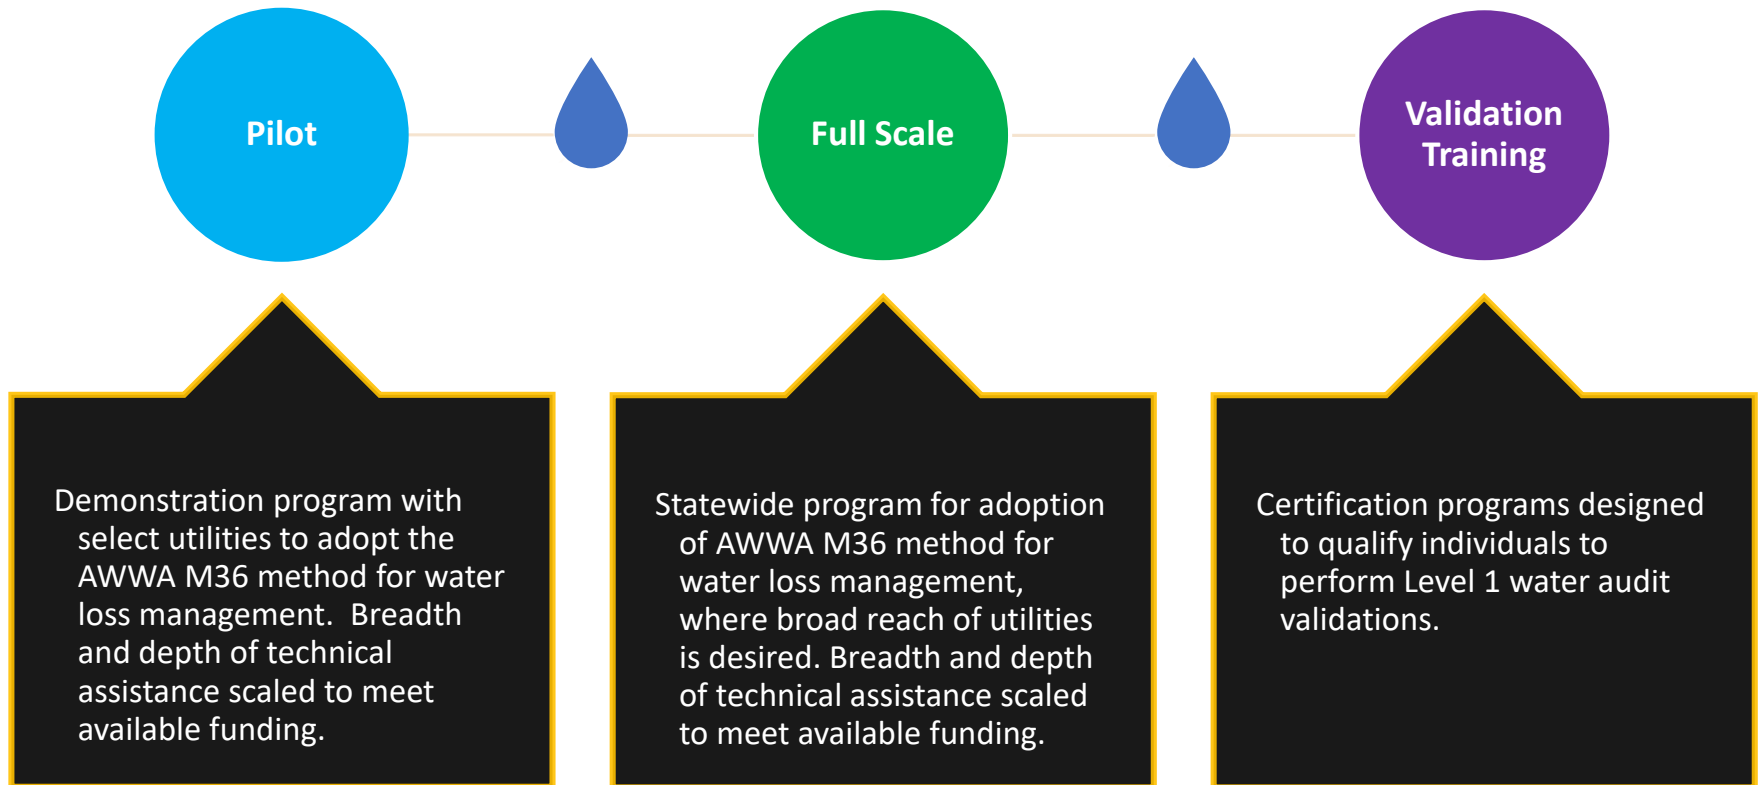 Pilot
Full Scale
Validation
Training
Demonstration program with
select utilities to adopt the
AWWA M36 method for water
loss management.  Breadth
and depth of technical
assistance scaled to meet
available funding.
Statewide program for adoption
of AWWA M36 method for
water loss management,
where broad reach of utilities
is desired. Breadth and depth
of technical assistance scaled
to meet available funding.
Certification programs designed
to qualify individuals to
perform Level 1 water audit
validations.